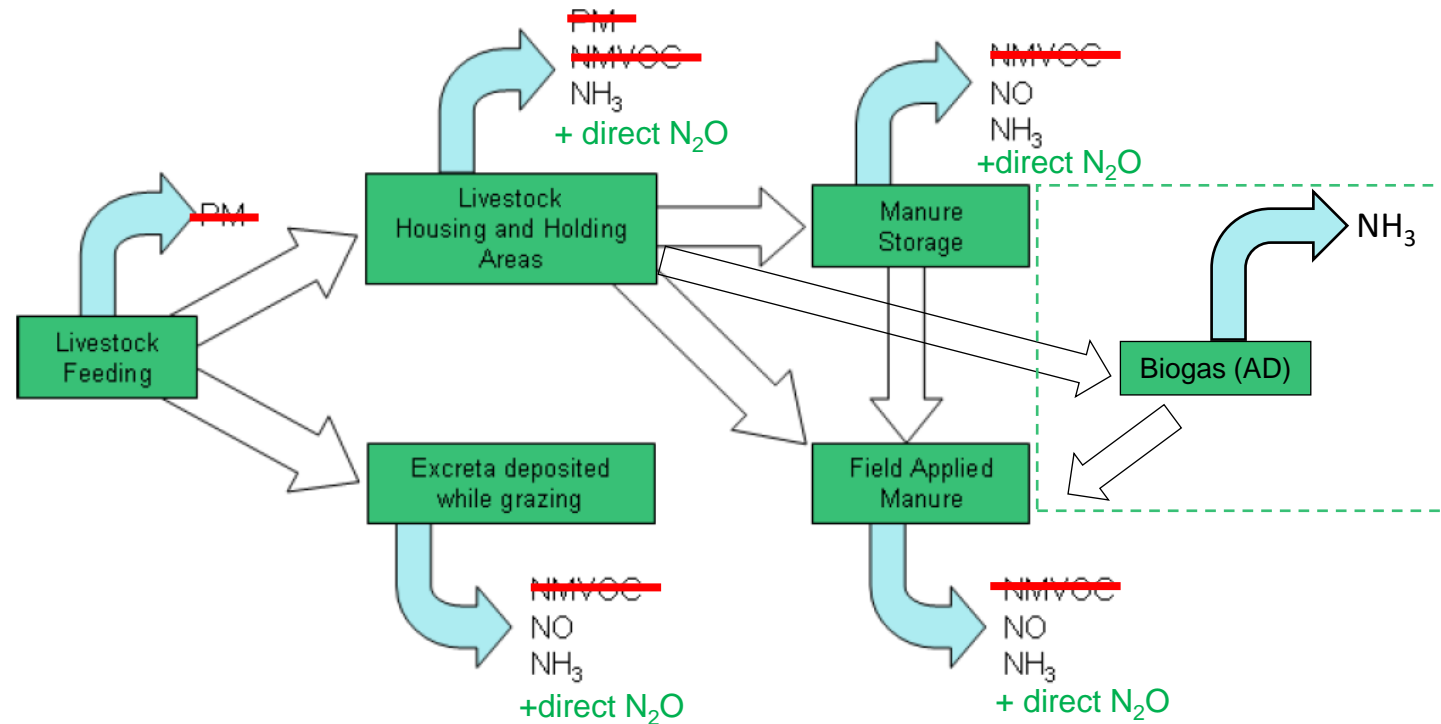 PM
NMVOC
NH₃
+ direct N₂O
NMVOC
NO
NH₃
+direct N₂O
PM
Livestock
Housing and Holding
Areas
Manure
Storage
NH₃
Livestock
Feeding
Biogas (AD)
Excreta deposited
while grazing
Field Applied
Manure
NMVOC
NO
NH₃
+direct N₂O
NMVOC
NO
NH₃
+ direct N₂O